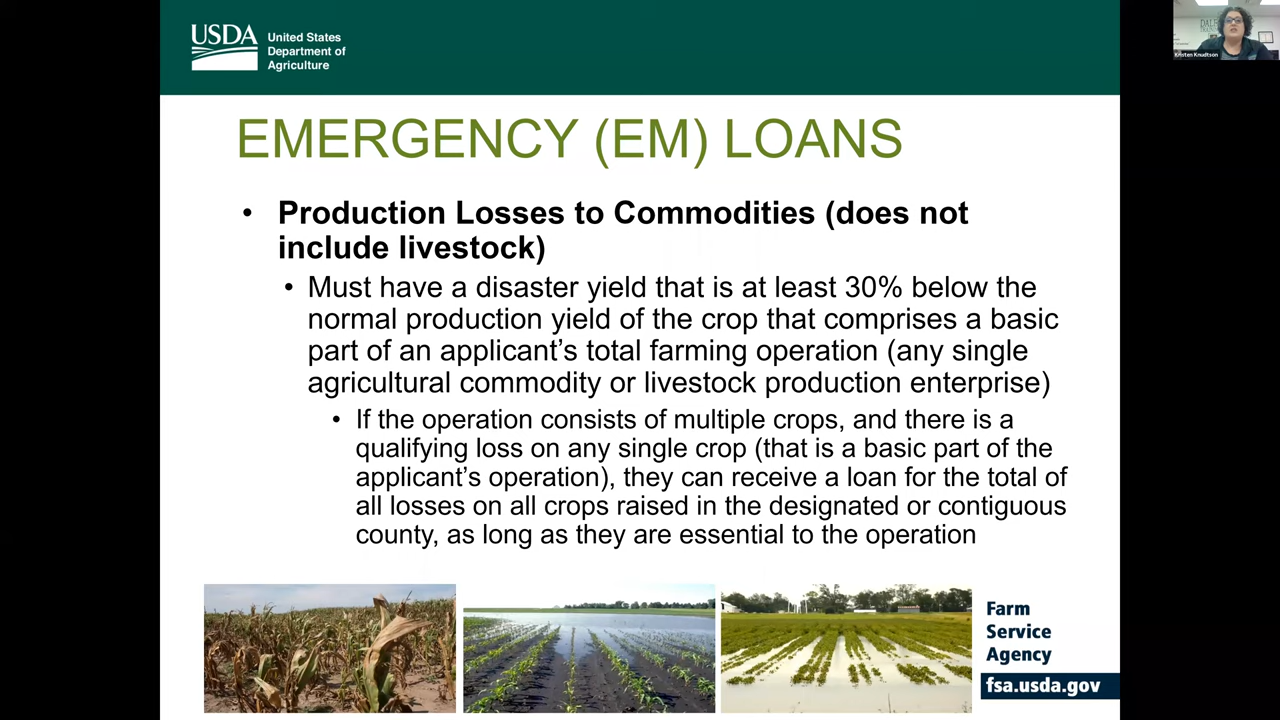 USDA
United States
Department of
Agriculture
Kristen Knudtson
EMERGENCY (EM) LOANS
• Production Losses to Commodities (does not
include livestock)
• Must have a disaster yield that is at least 30% below the
normal production yield of the crop that comprises a basic
part of an applicant’s total farming operation (any single
agricultural commodity or livestock production enterprise)
• If the operation consists of multiple crops, and there is a
qualifying loss on any single crop (that is a basic part of the
applicant’s operation), they can receive a loan for the total of
all losses on all crops raised in the designated or contiguous
county, as long as they are essential to the operation
Farm
Service
Agency
fsa.usda.gov